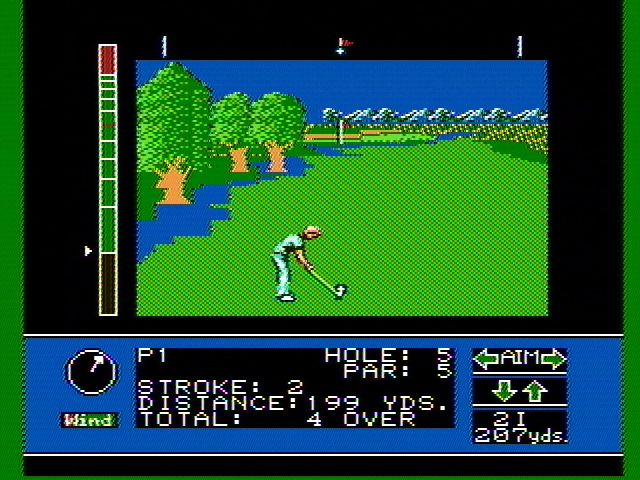 P1 HOLE: 5
PAR: 5
STROKE: 2
DISTANCE:199 YDS.
TOTAL: 4 OVER
Wind
AIM
2I
207yds.